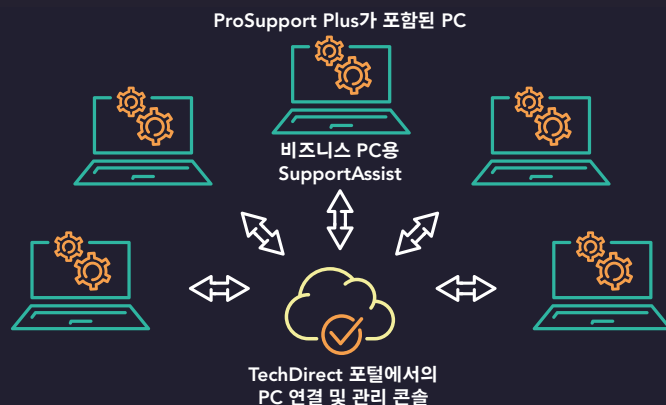 ProSupport Plus가 포함된 PC
비즈니스 PC용
SupportAssist
TechDirect 포털에서의
PC 연결 및 관리 콘솔